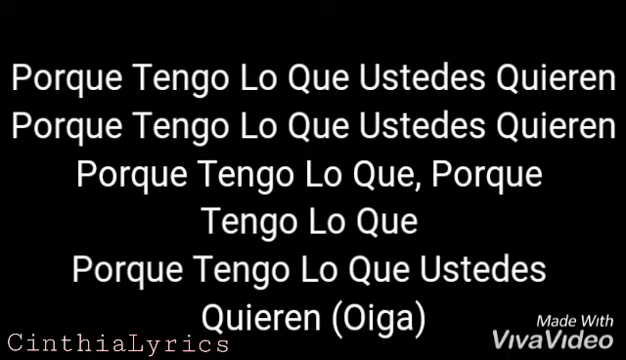 Porque Tengo Lo Que Ustedes Quieren
Porque Tengo Lo Que Ustedes Quieren
Porque Tengo Lo Que, Porque
Tengo Lo Que
Porque Tengo Lo Que Ustedes
Quieren (Oiga)
CinthiaLyrics
Made With
VivaVideo